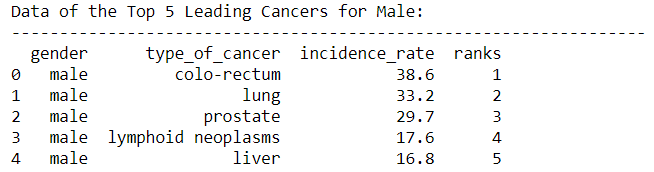 Data of the Top 5 Leading Cancers for Male:
------------------------------------------------------------------
gender type_of_cancer incidence_rate ranks
0 male colo-rectum 38.6 1
1 male lung 33.2 2
2 male prostate 29.7 3
3 male lymphoid neoplasms 17.6 4
4 male liver 16.8 5